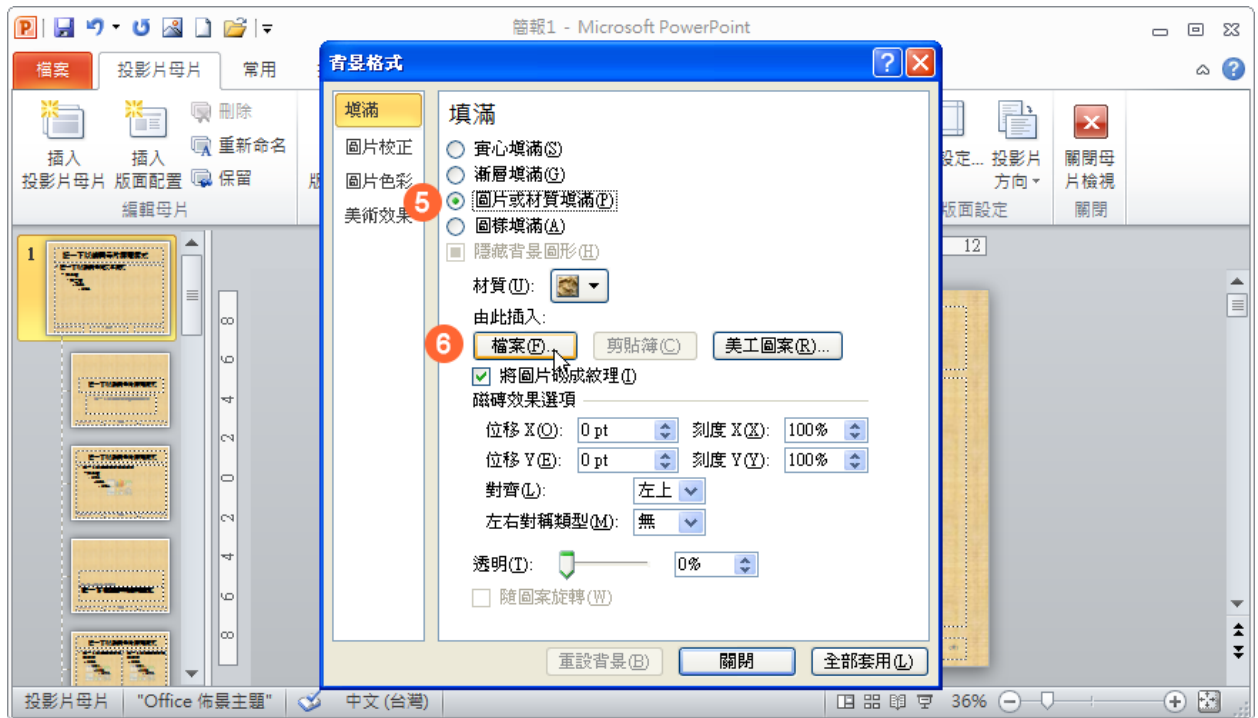 簡報1 - Microsoft PowerPoint
檔案
投影片母片
常用
插入
投影片母片
插入
版面配置
刪除
重新命名
保留
編輯母片
設定...
投影片
方向
關閉母
片檢視
版面設定
關閉
背景格式
填滿
圖片校正
圖片色彩
美術效果
填滿
實心填滿(S)
漸層填滿(G)
5
圖片或材質填滿(P)
圖樣填滿(A)
隱藏背景圖形(H)
材質(U):
由此插入:
6
檔案(F)...
剪貼簿(C)
美工圖案(R)...
將圖片砌成紋理(I)
磁磚效果選項
位移 X(O): 0 pt
刻度 X(X): 100%
位移 Y(E): 0 pt
刻度 Y(Y): 100%
對齊(L): 左上
左右對稱類型(M): 無
透明(T): 0%
隨圖案旋轉(W)
重設背景(B)
關閉
全部套用(L)
1
12
8
6
4
2
0
2
4
6
8
投影片母片
"Office 佈景主題"
中文 (台灣)
36%